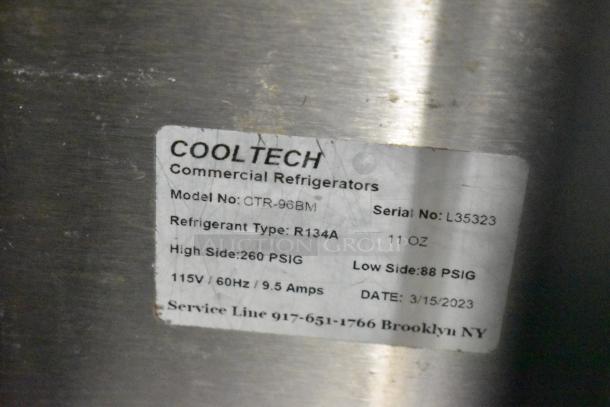 COOLTECH
Commercial Refrigerators
Model No: CTR-96BM Serial No: L35323
Refrigerant Type: R134A 11 OZ
AUCTION GROUP
High Side:260 PSIG Low Side:88 PSIG
115V / 60Hz / 9.5 Amps DATE: 3/15/2023
Service Line 917-651-1766 Brooklyn NY